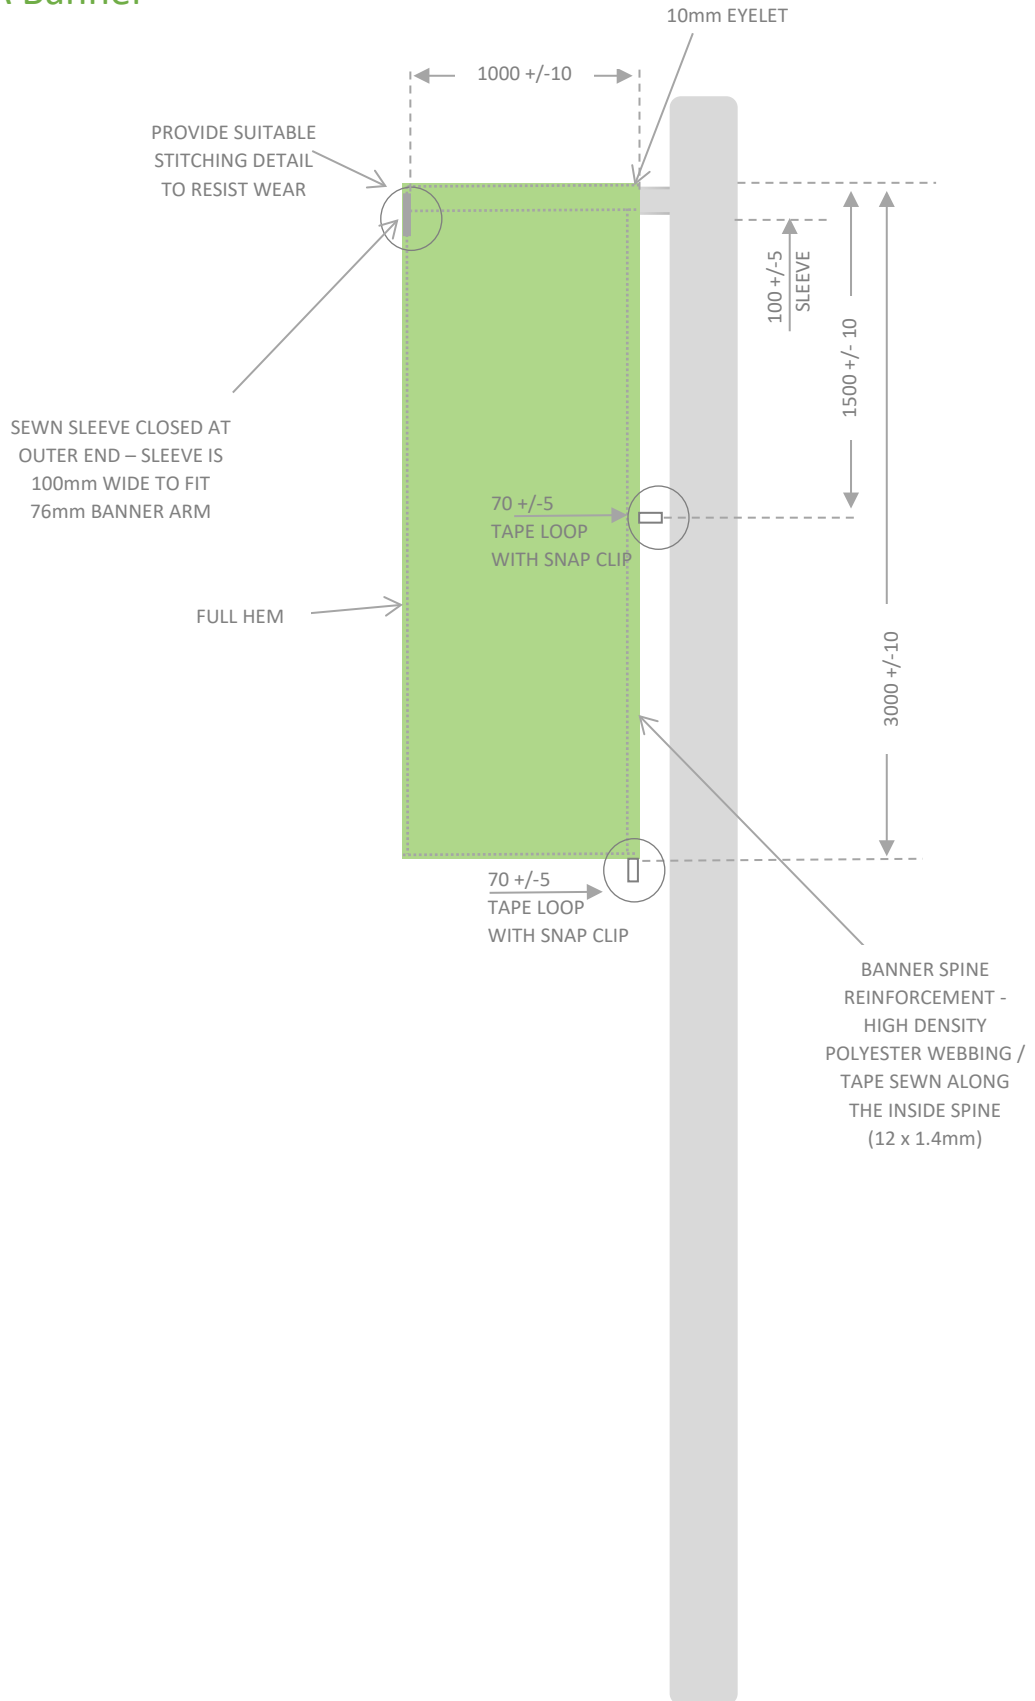 Banner
10mm EYELET
1000 +/-10
PROVIDE SUITABLE
STITCHING DETAIL
TO RESIST WEAR
100 +/-5
SLEEVE
1500 +/- 10
SEWN SLEEVE CLOSED AT
OUTER END – SLEEVE IS
100mm WIDE TO FIT
76mm BANNER ARM
70 +/-5
TAPE LOOP
WITH SNAP CLIP
FULL HEM
3000 +/-10
70 +/-5
TAPE LOOP
WITH SNAP CLIP
BANNER SPINE
REINFORCEMENT -
HIGH DENSITY
POLYESTER WEBBING /
TAPE SEWN ALONG
THE INSIDE SPINE
(12 x 1.4mm)